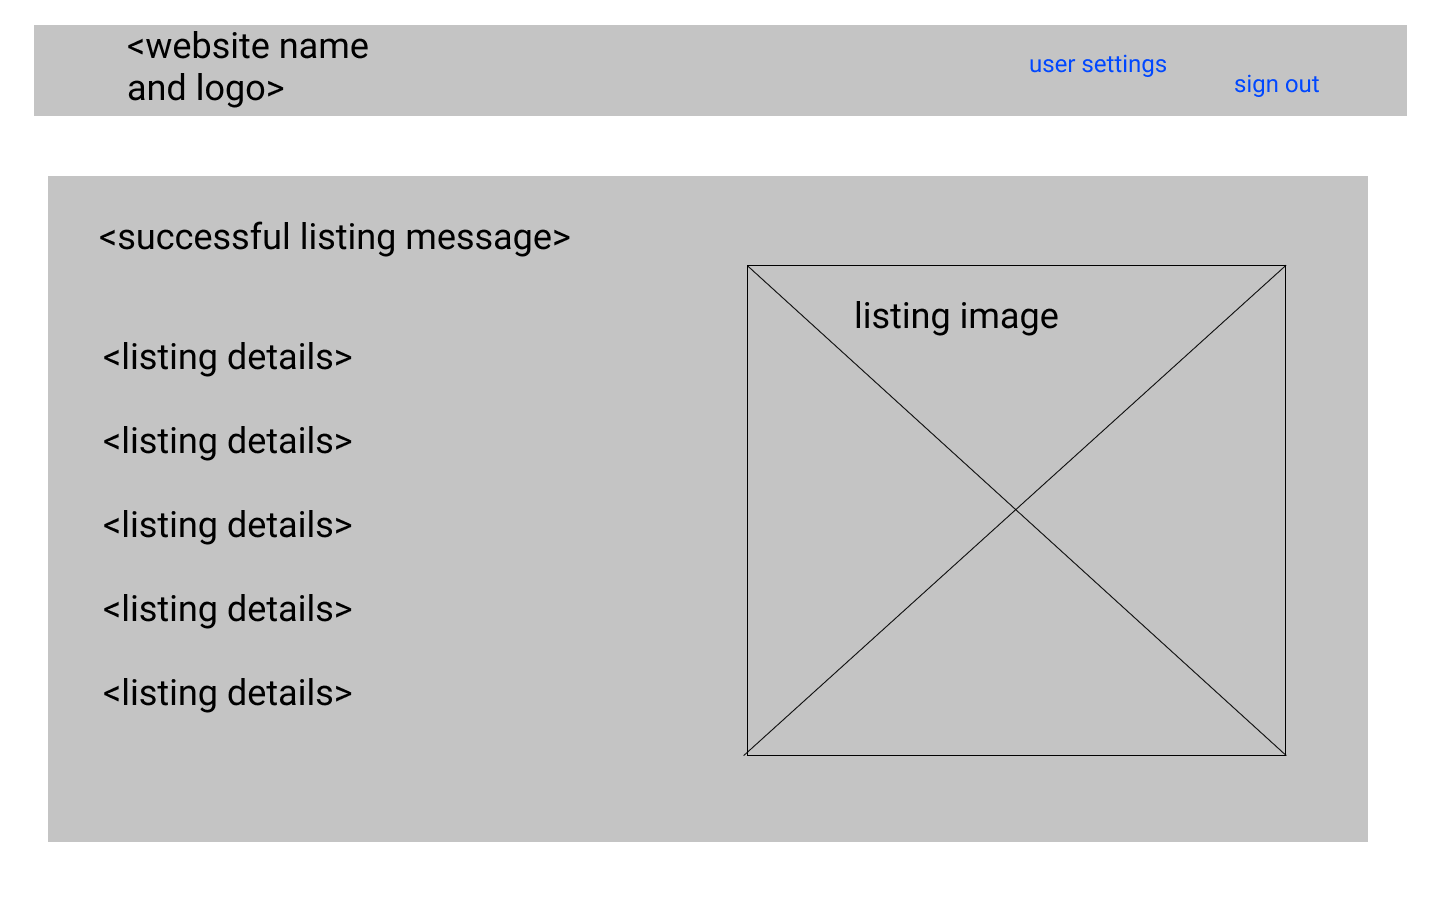 <website name
and logo>
user settings
sign out
<successful listing message>
listing image
<listing details>
<listing details>
<listing details>
<listing details>
<listing details>